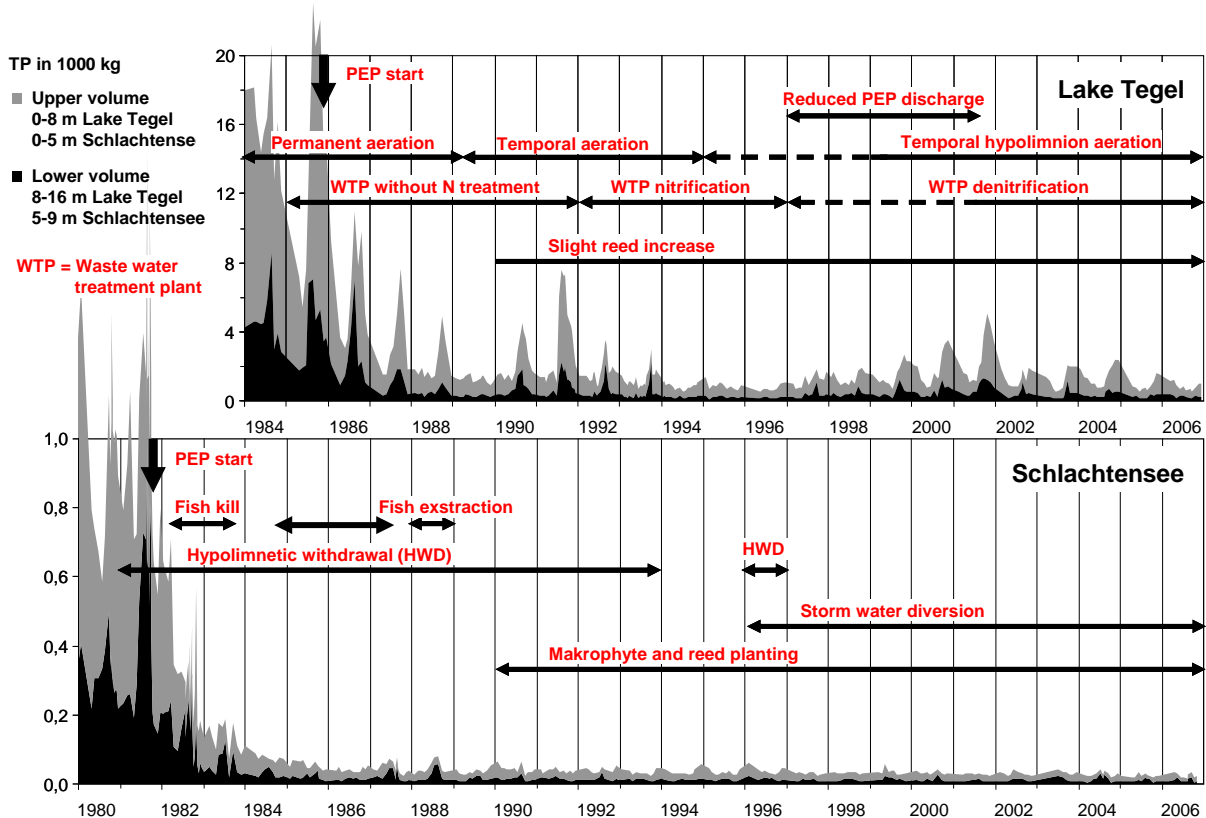 TP in 1000 kg
Upper volume
0-8 m Lake Tegel
0-5 m Schlachtense
Lower volume
8-16 m Lake Tegel
5-9 m Schlachtensee
WTP = Waste water
treatment plant
20
16
12
8
4
0
PEP start
Lake Tegel
Reduced PEP discharge
Permanent aeration
Temporal aeration
Temporal hypolimnion aeration
WTP without N treatment
WTP nitrification
WTP denitrification
Slight reed increase
1984 1986 1988 1990 1992 1994 1996 1998 2000 2002 2004 2006
1,0
0,8
0,6
0,4
0,2
0,0
PEP start
Schlachtensee
Fish kill
Fish exstraction
Hypolimnetic withdrawal (HWD)
HWD
Storm water diversion
Makrophyte and reed planting
1980 1982 1984 1986 1988 1990 1992 1994 1996 1998 2000 2002 2004 2006